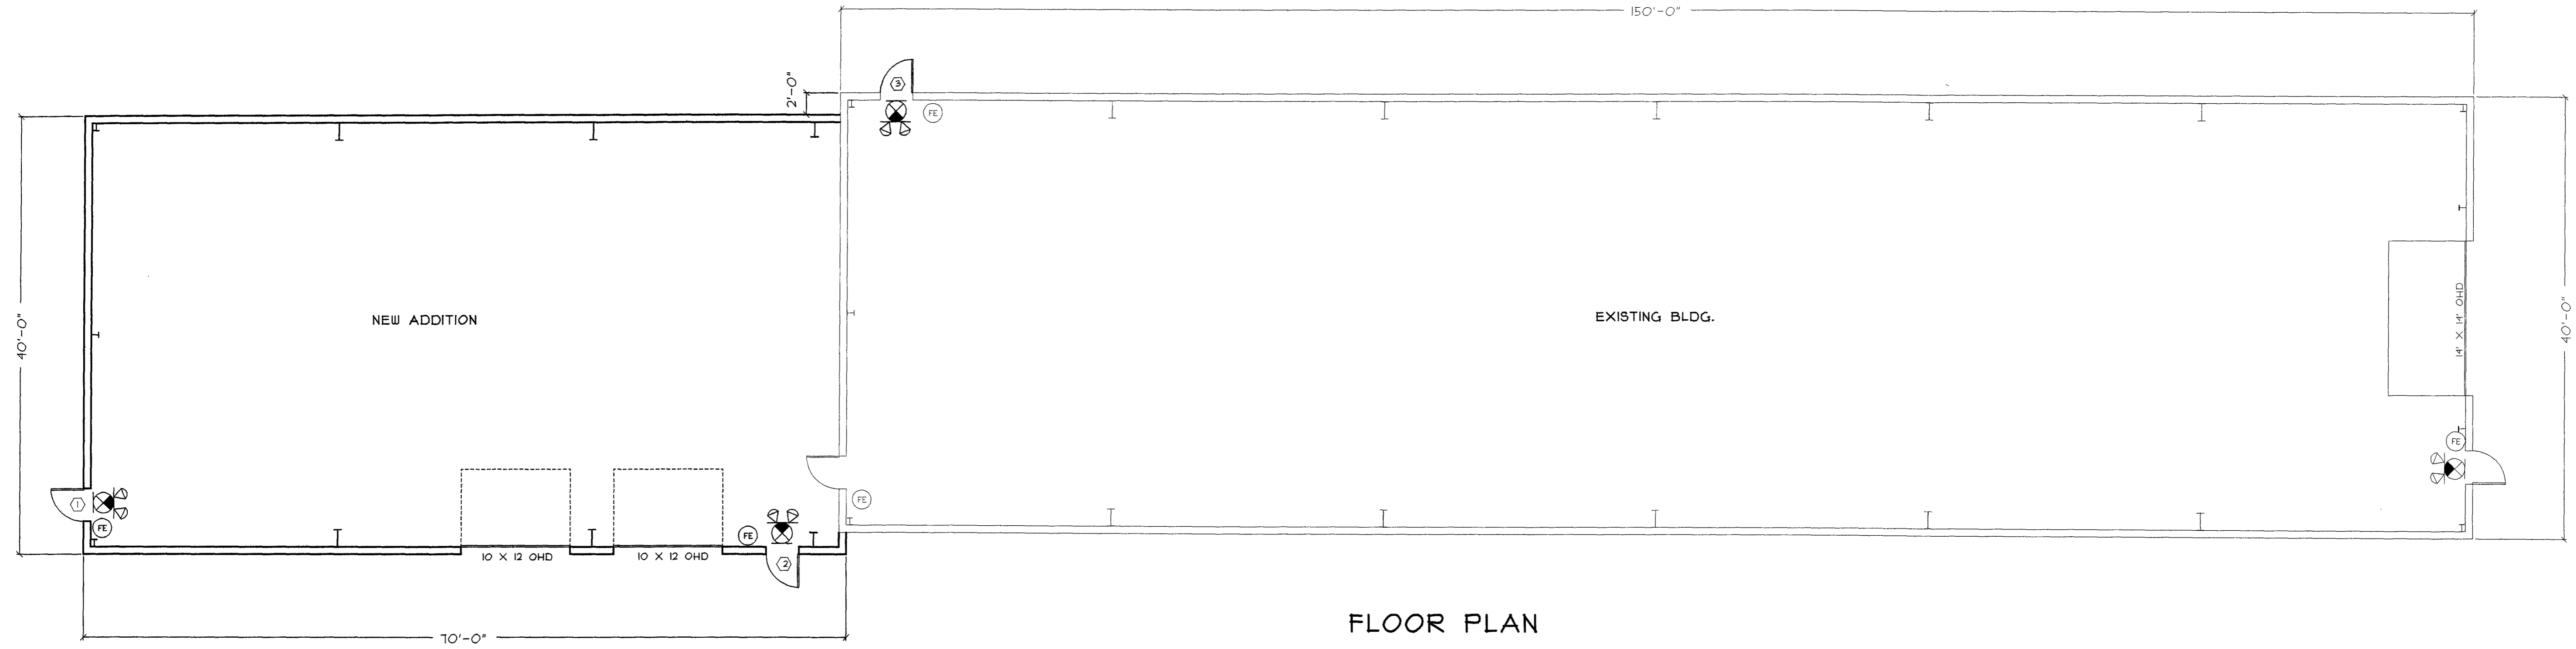 150'-0"
2'-0"
3
FE
40'-0"
NEW ADDITION
EXISTING BLDG.
14' X 14' OHD
40'-0"
FE
1
FE
FE
FE
2
10 X 12 OHD
10 X 12 OHD
70'-0"
FLOOR PLAN